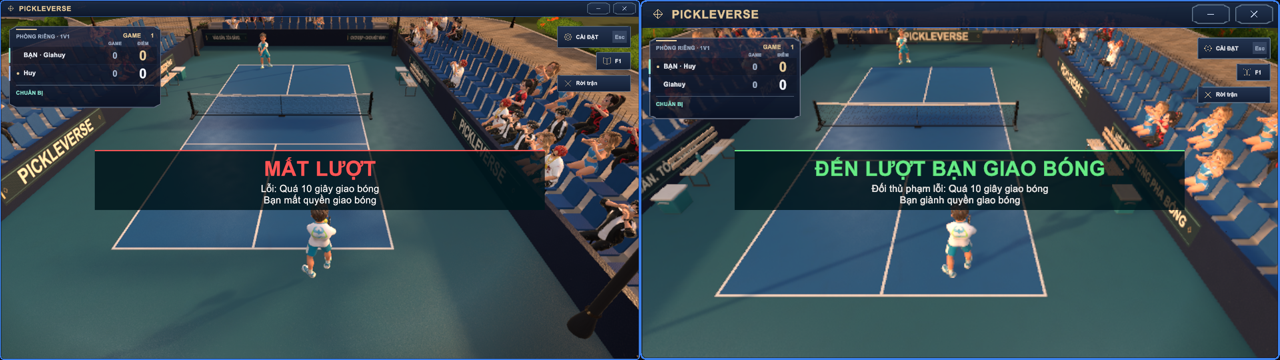 PICKLEVERSE
PHÒNG RIÊNG · 1V1
GAME 1
GAME ĐIỂM
BẠN · Giahuy 0 0
Huy 0 0
CHUẨN BỊ
CÀI ĐẶT Esc
F1
Rời trận
PICKLEVERSE
PICKLEVERSE
MẤT LƯỢT
Lỗi: Quá 10 giây giao bóng
Bạn mất quyền giao bóng
PICKLEVERSE
PICKLEVERSE
PHÒNG RIÊNG · 1V1
GAME 1
GAME ĐIỂM
BẠN · Huy 0 0
Giahuy 0 0
CHUẨN BỊ
CÀI ĐẶT Esc
F1
Rời trận
ĐẾN LƯỢT BẠN GIAO BÓNG
Đối thủ phạm lỗi: Quá 10 giây giao bóng
Bạn giành quyền giao bóng